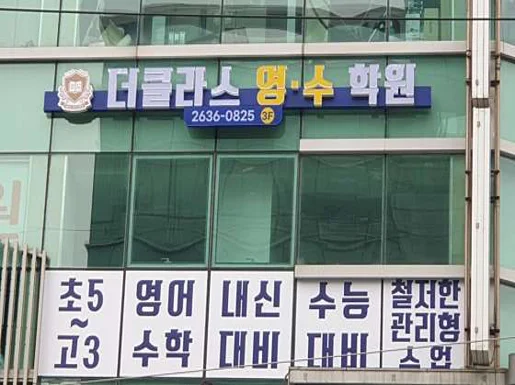 더클라스 영·수 학원
2636-0825 3F
초5
~
고3
영어
수학
내신
대비
수능
대비
철저한
관리형
수업